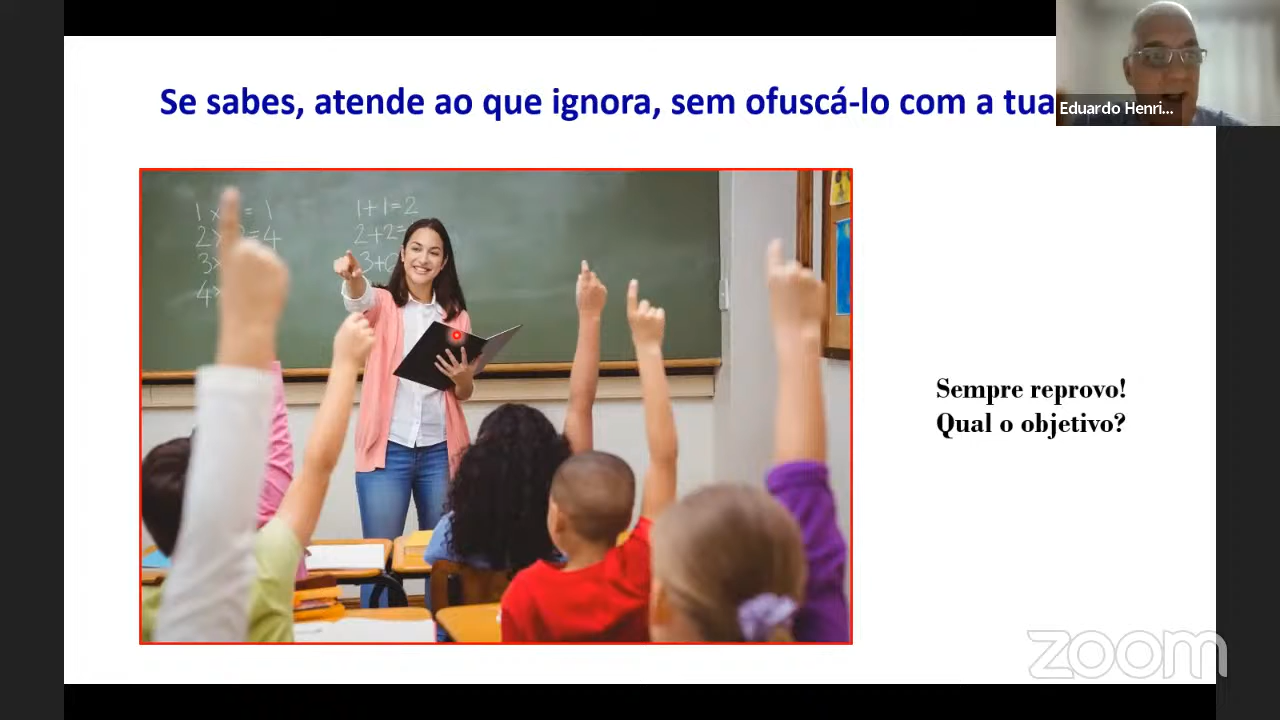 Se sabes, atende ao que ignora, sem ofuscá-lo com a tua
Eduardo Henri...
1+1=2
Sempre reprovo!
Qual o objetivo?
zoom